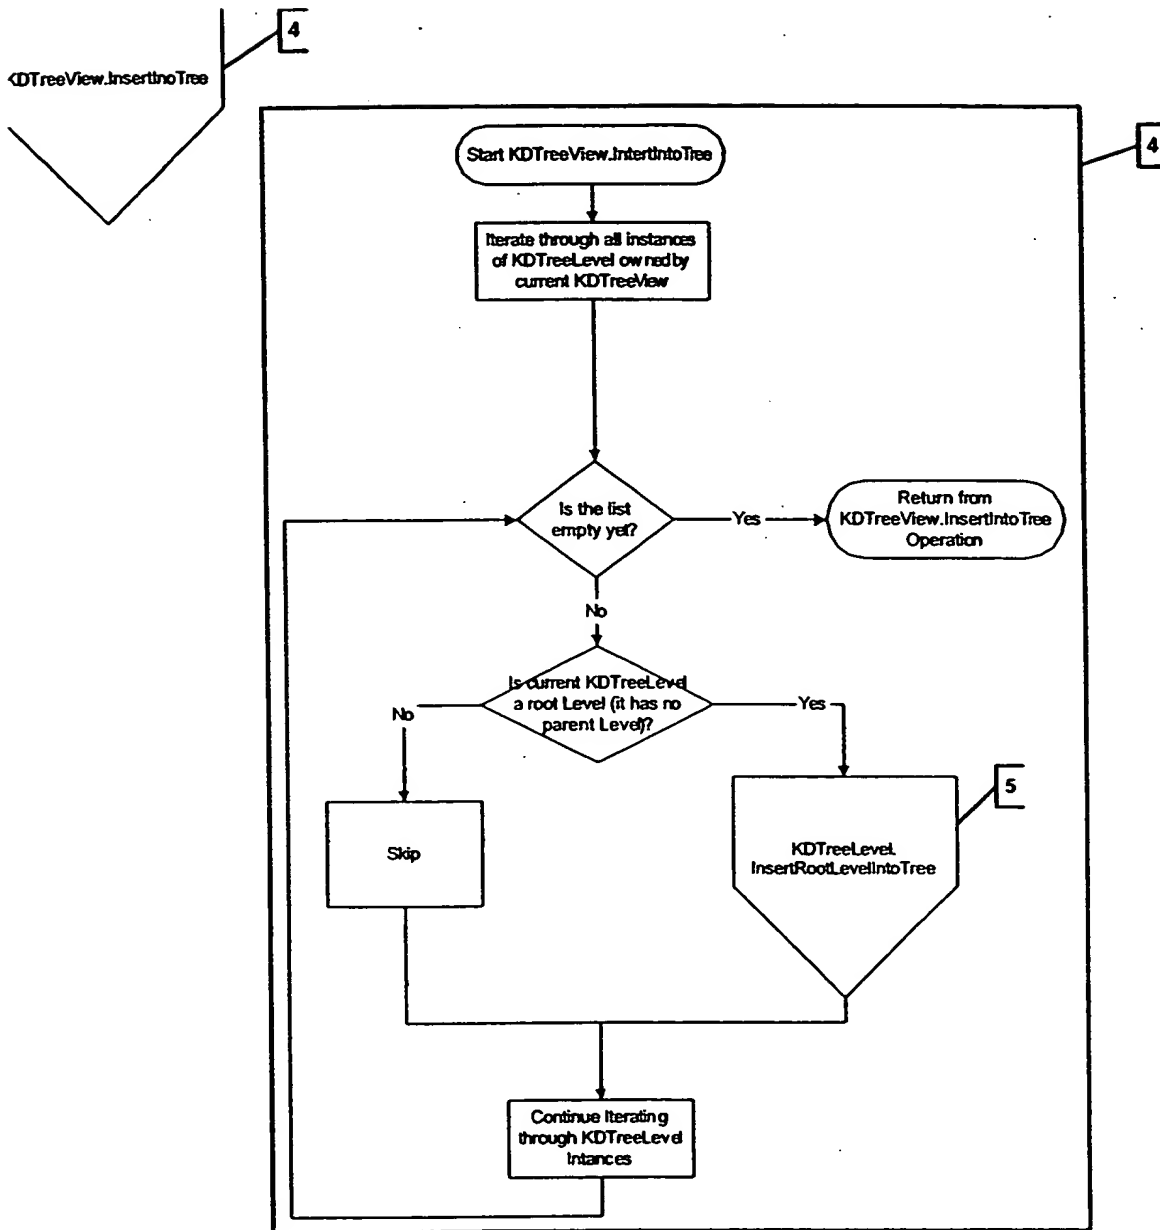 4
KDTreeView.InsertInoTree
4
Start KDTreeView.IntertIntoTree
Iterate through all instances
of KDTreeLevel owned by
current KDTreeView
Is the list
empty yet?
Yes
Return from
KDTreeView.InsertIntoTree
Operation
No
Is current KDTreeLevel
a root Level (it has no
parent Level)?
No
Yes
5
Skip
KDTreeLevel.
InsertRootLevelIntoTree
Continue Iterating
through KDTreeLevel
Intances